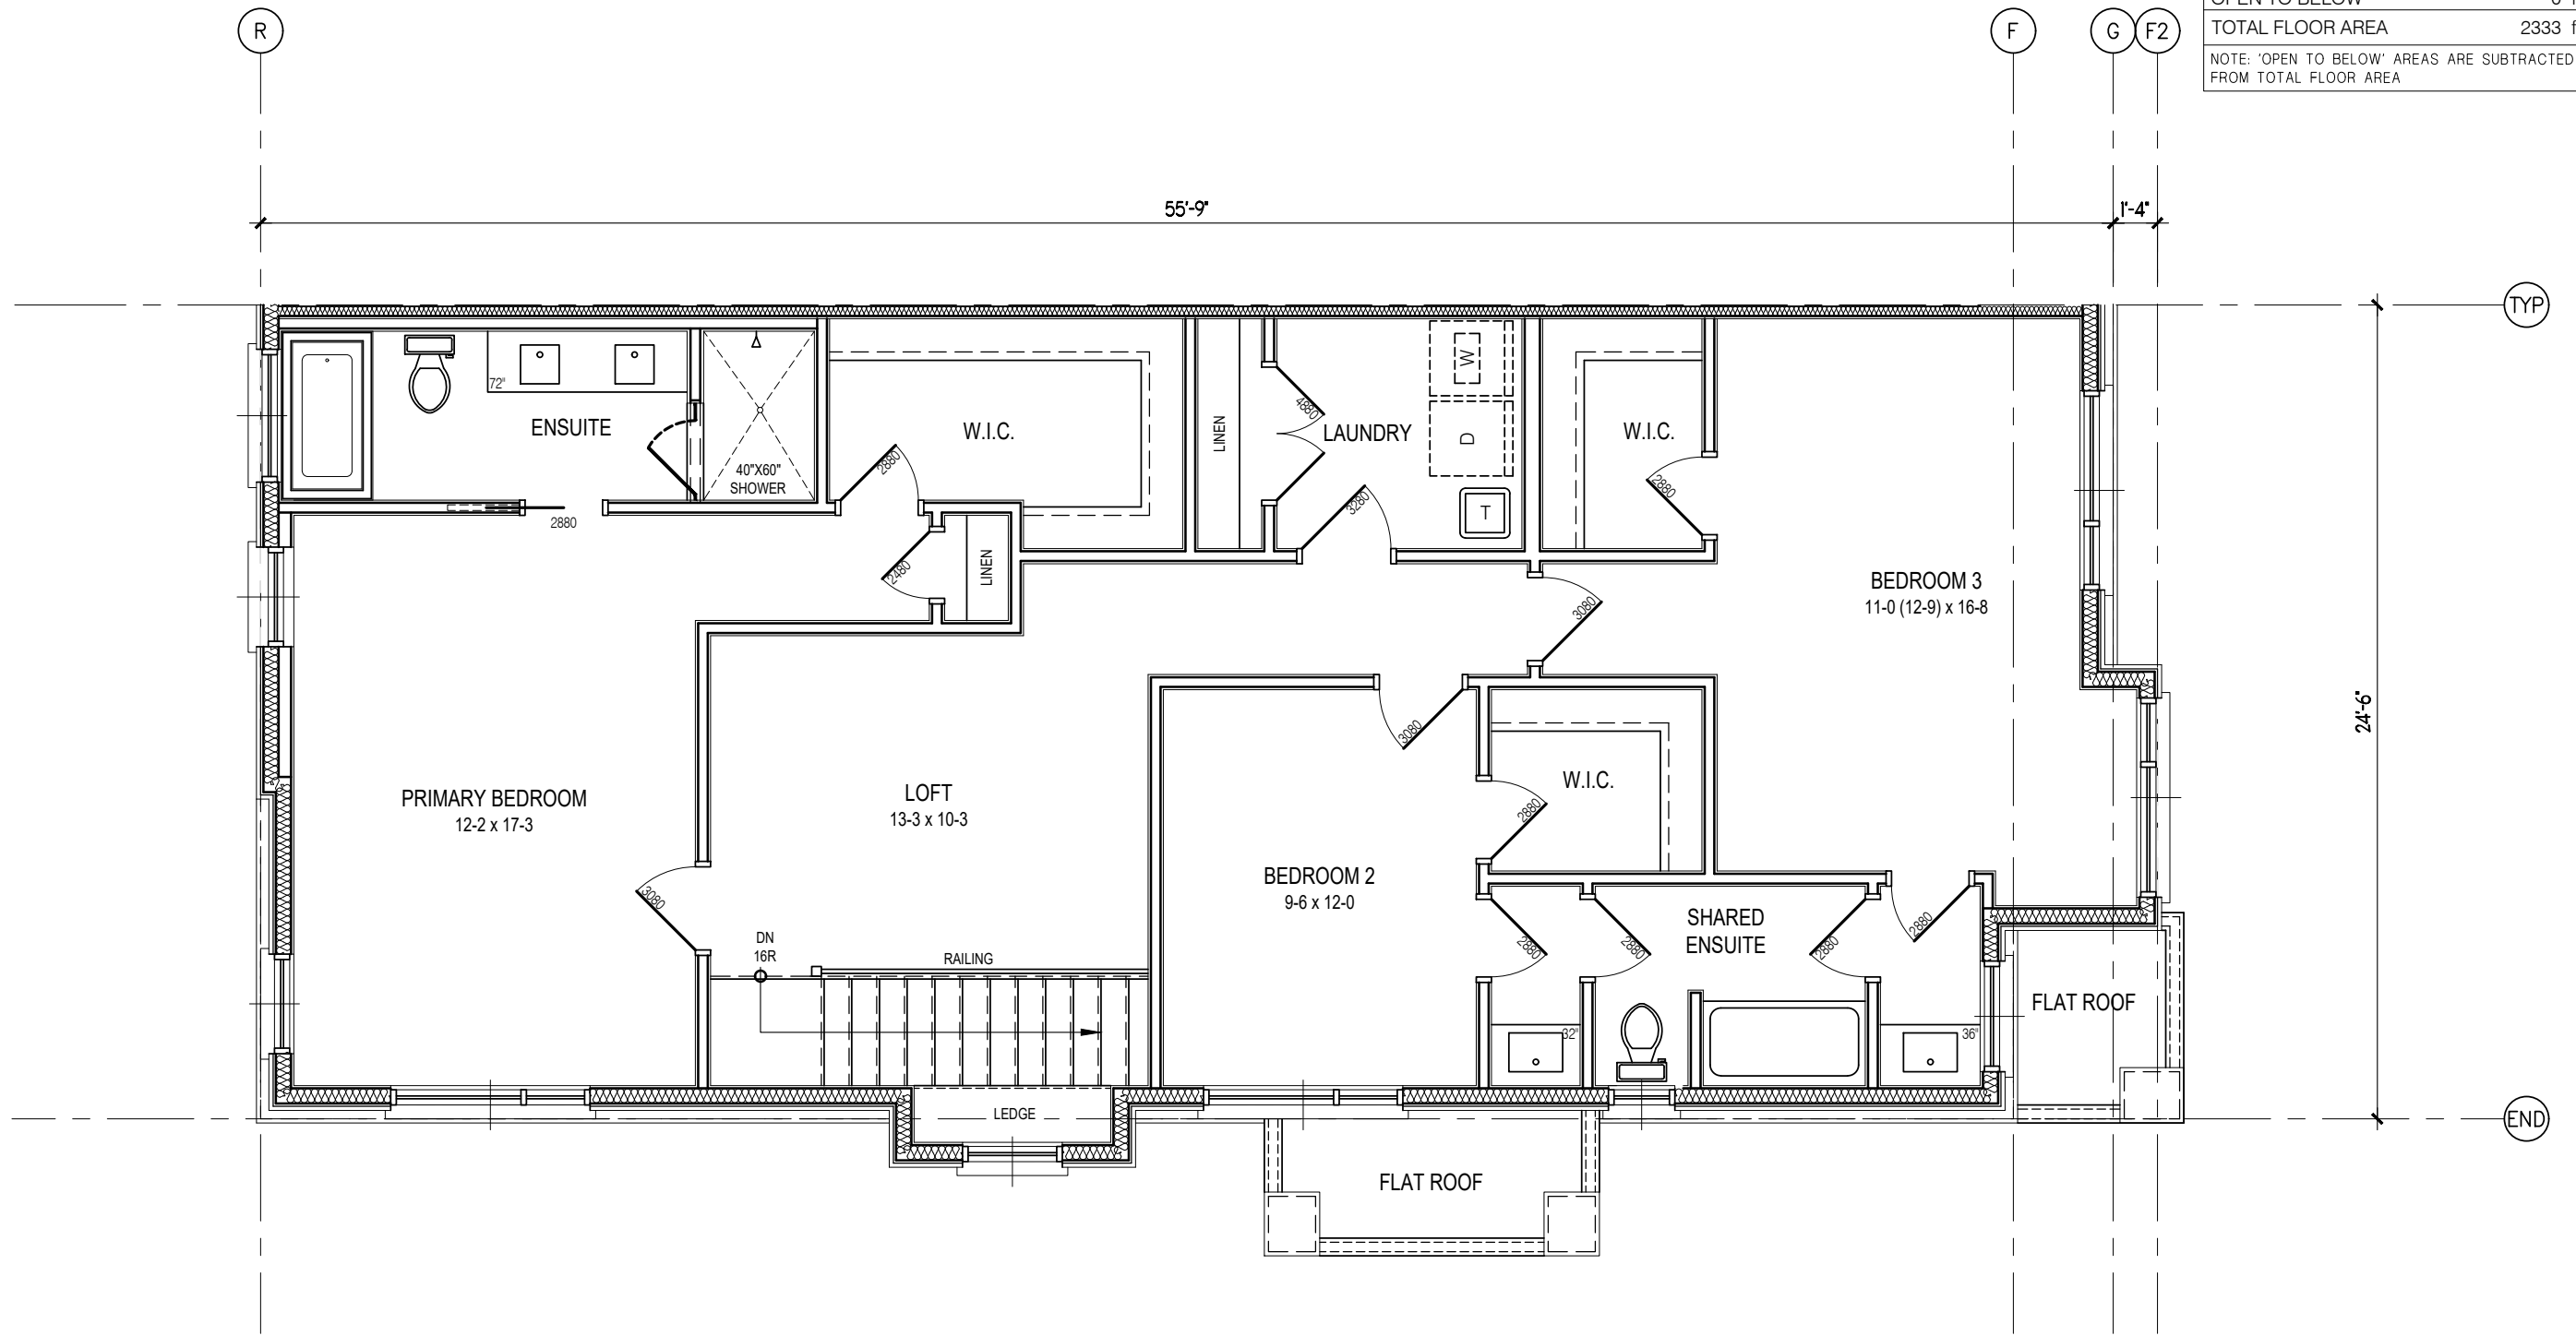 OPEN TO BELOW
R
F
G
F2
TOTAL FLOOR AREA 2333
NOTE: 'OPEN TO BELOW' AREAS ARE SUBTRACTED
FROM TOTAL FLOOR AREA
55'-9"
1'-4"
TYP
72"
ENSUITE
40"X60"
SHOWER
2880
W.I.C.
2880
LINEN
4880
LAUNDRY
W
D
T
3280
W.I.C.
2880
2480
LINEN
BEDROOM 3
11-0 (12-9) x 16-8
3080
24'-6"
3080
PRIMARY BEDROOM
12-2 x 17-3
LOFT
13-3 x 10-3
W.I.C.
2880
3080
BEDROOM 2
9-6 x 12-0
SHARED
ENSUITE
2880
2880
2880
2880
DN
16R
RAILING
FLAT ROOF
32"
36"
LEDGE
END
FLAT ROOF